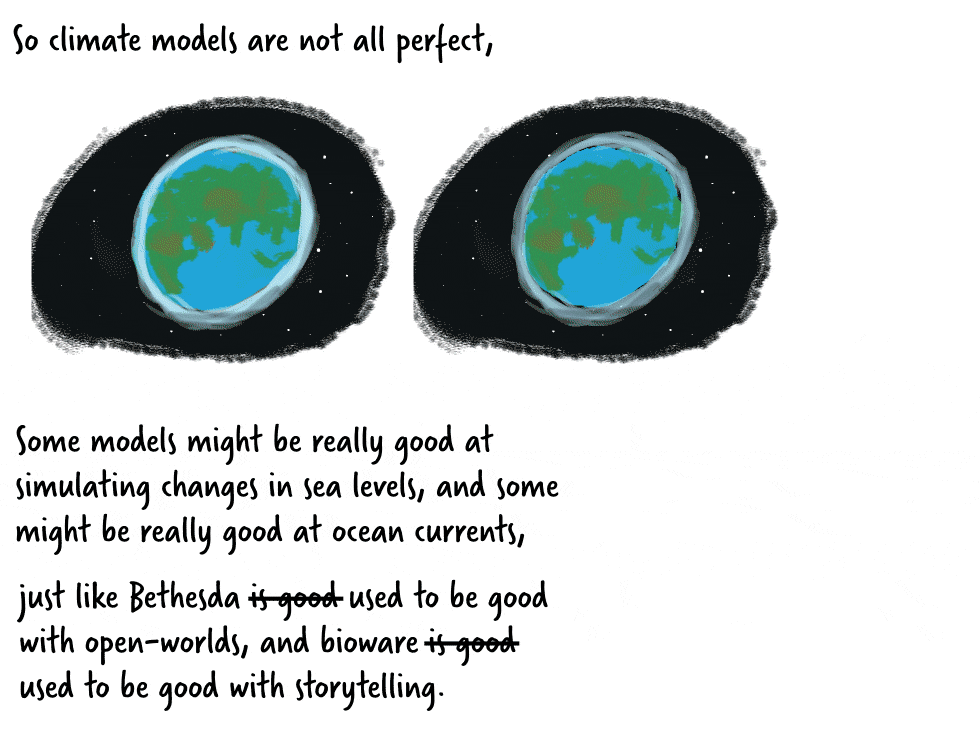 So climate models are not all perfect,
Some models might be really good at
simulating changes in sea levels, and some
might be really good at ocean currents,
just like Bethesda is good used to be good
with open-worlds, and bioware is good
used to be good with storytelling.